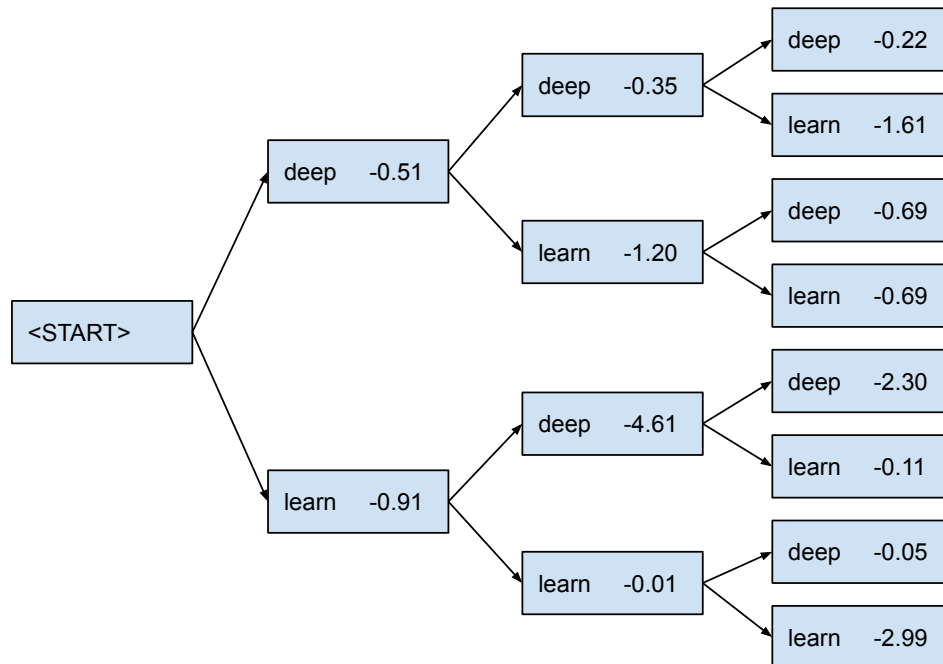 deep -0.22
deep -0.35
learn -1.61
deep -0.51
deep -0.69
learn -1.20
learn -0.69
<START>
deep -2.30
deep -4.61
learn -0.11
learn -0.91
deep -0.05
learn -0.01
learn -2.99